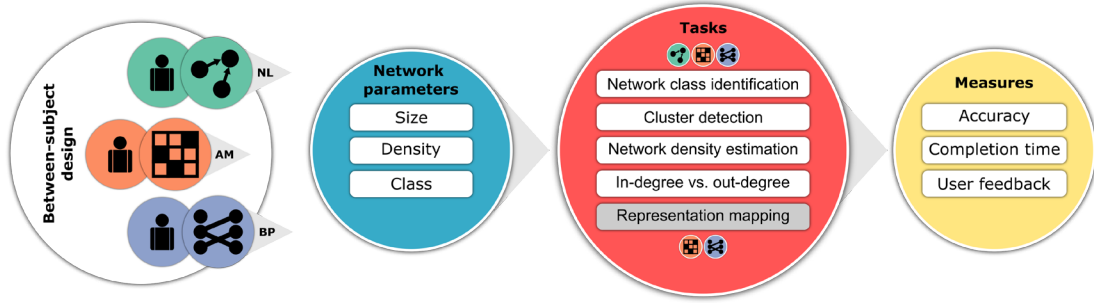 Between-subject
design
NL
AM
BP
Network
parameters
Size
Density
Class
Tasks
Network class identification
Cluster detection
Network density estimation
In-degree vs. out-degree
Representation mapping
Measures
Accuracy
Completion time
User feedback